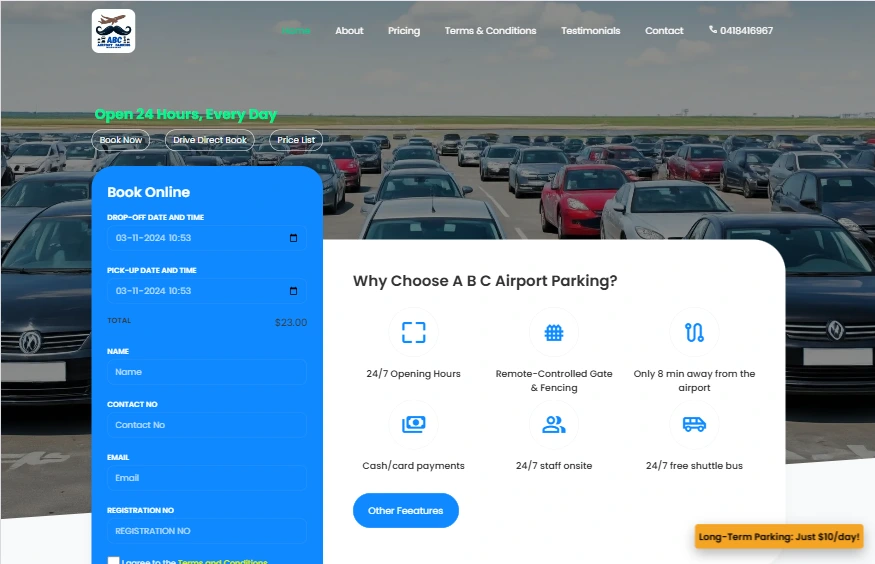 ABC
AIRPORT PARKING
Home
About
Pricing
Terms & Conditions
Testimonials
Contact
0418416967
Open 24 Hours, Every Day
Book Now
Drive Direct Book
Price List
Book Online
DROP-OFF DATE AND TIME
03-11-2024 10:53
PICK-UP DATE AND TIME
03-11-2024 10:53
TOTAL
$23.00
NAME
Name
CONTACT NO
Contact No
EMAIL
Email
REGISTRATION NO
REGISTRATION NO
I agree to the Terms and Conditions
Why Choose A B C Airport Parking?
24/7 Opening Hours
Remote-Controlled Gate
& Fencing
Only 8 min away from the
airport
Cash/card payments
24/7 staff onsite
24/7 free shuttle bus
Other Feeatures
Long-Term Parking: Just $10/day!